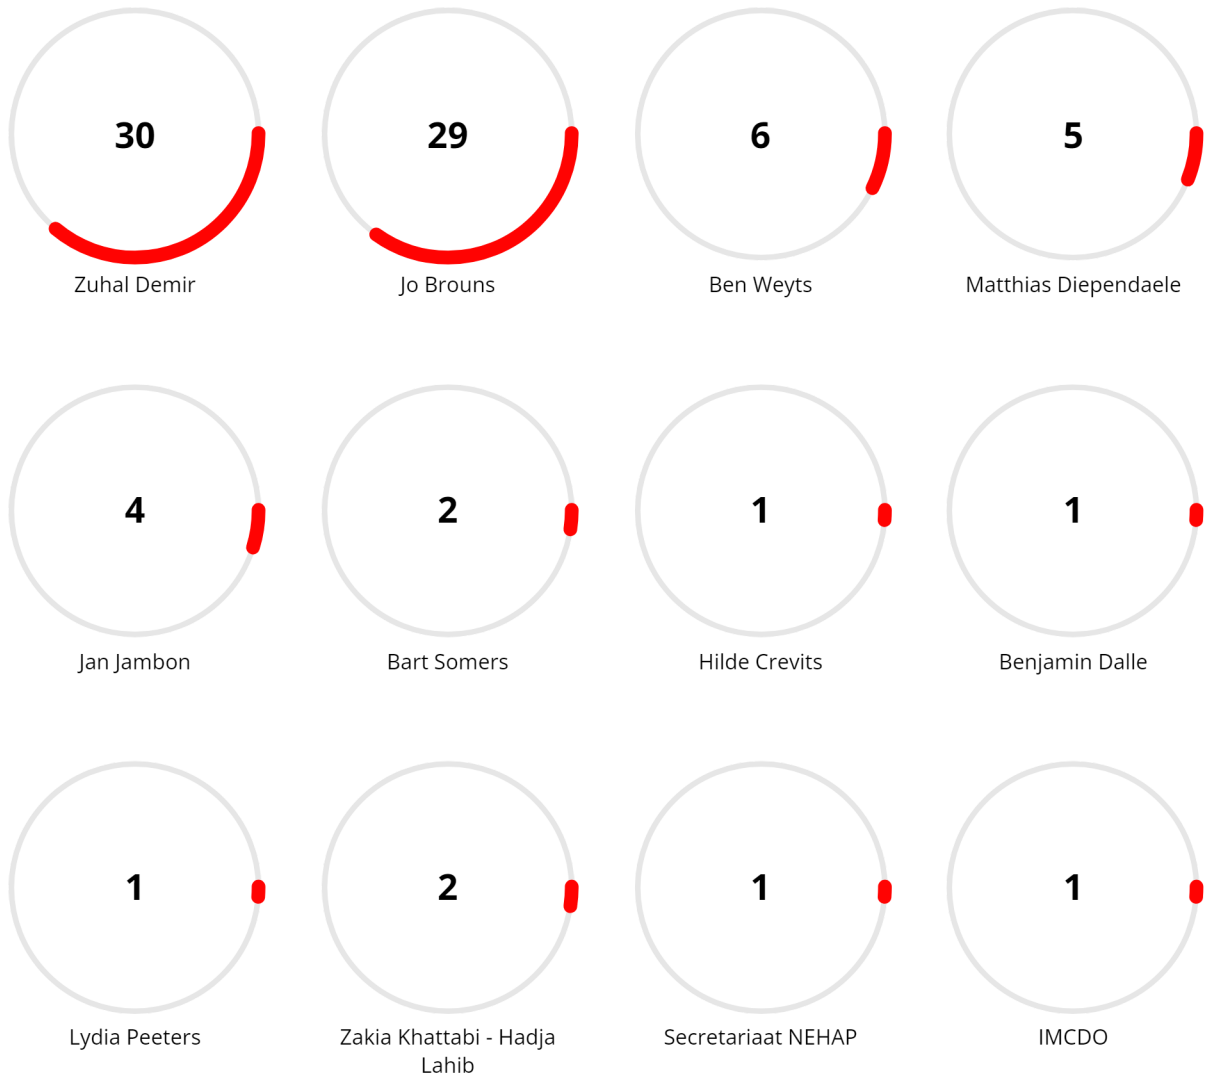 30
29
6
5
Zuhal Demir
Jo Brouns
Ben Weyts
Matthias Diependaele
4
2
1
1
Jan Jambon
Bart Somers
Hilde Crevits
Benjamin Dalle
1
2
1
1
Lydia Peeters
Zakia Khattabi - Hadja
Lahib
Secretariaat NEHAP
IMCDO